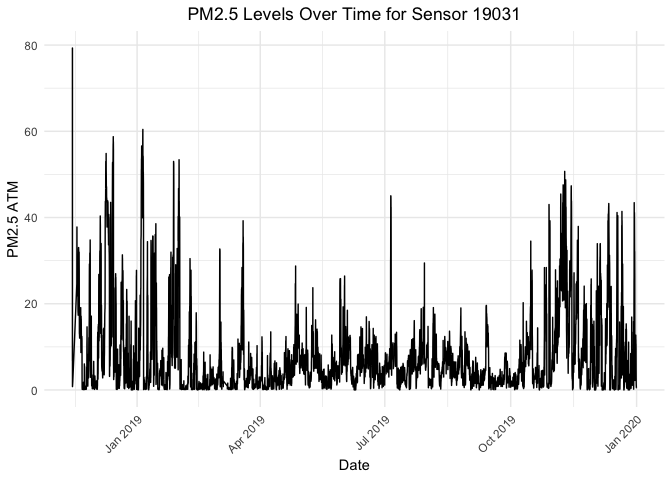 PM2.5 Levels Over Time for Sensor 19031
PM2.5 ATM
80
60
40
20
0
Jan 2019
Apr 2019
Jul 2019
Oct 2019
Jan 2020
Date